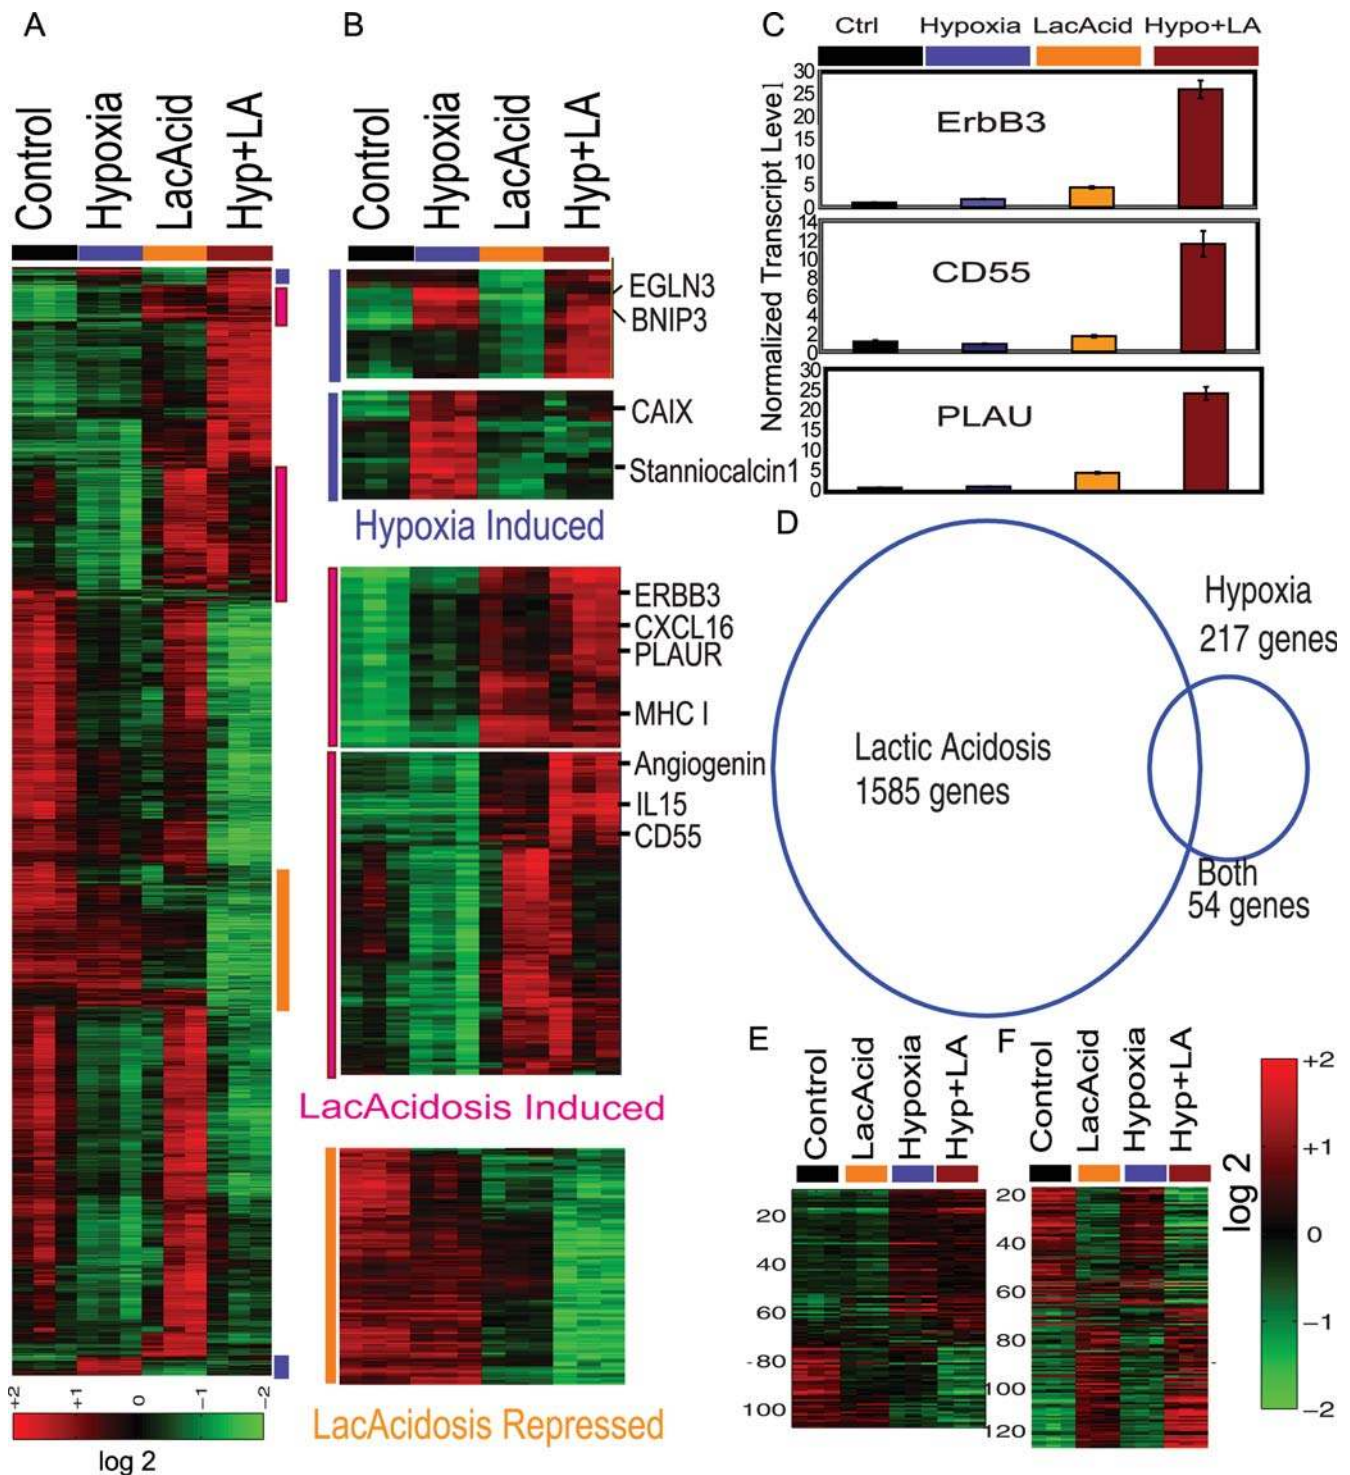 A
Control
Hypoxia
LacAcid
Hyp+LA
+2
+1
0
−1
−2
log 2
B
Control
Hypoxia
LacAcid
Hyp+LA
EGLN3
BNIP3
CAIX
Stanniocalcin1
Hypoxia Induced
ERBB3
CXCL16
PLAUR
MHC I
Angiogenin
IL15
CD55
LacAcidosis Induced
LacAcidosis Repressed
C
Ctrl
Hypoxia
LacAcid
Hypo+LA
Normalized Transcript Level]
30
25
20
15
10
5
0
ErbB3
14
12
10
8
6
4
2
0
CD55
30
25
20
15
10
5
0
PLAU
D
Hypoxia
217 genes
Lactic Acidosis
1585 genes
Both
54 genes
E
Control
LacAcid
Hypoxia
Hyp+LA
20
40
60
-80
100
F
Control
LacAcid
Hypoxia
Hyp+LA
20
40
60
80
100
120
log 2
+2
+1
0
−1
−2